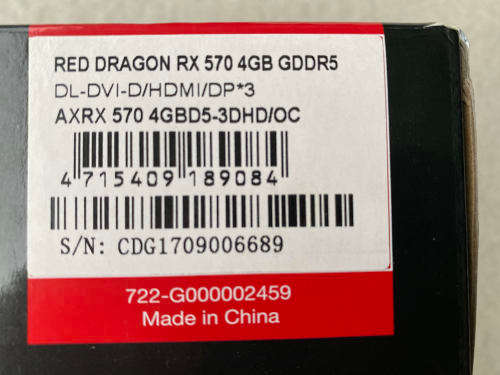 RED DRAGON RX 570 4GB GDDR5
DL-DVI-D/HDMI/DP*3
AXRX 570 4GBD5-3DHD/OC
4 715409 189084
S/N: CDG1709006689
722-G000002459
Made in China